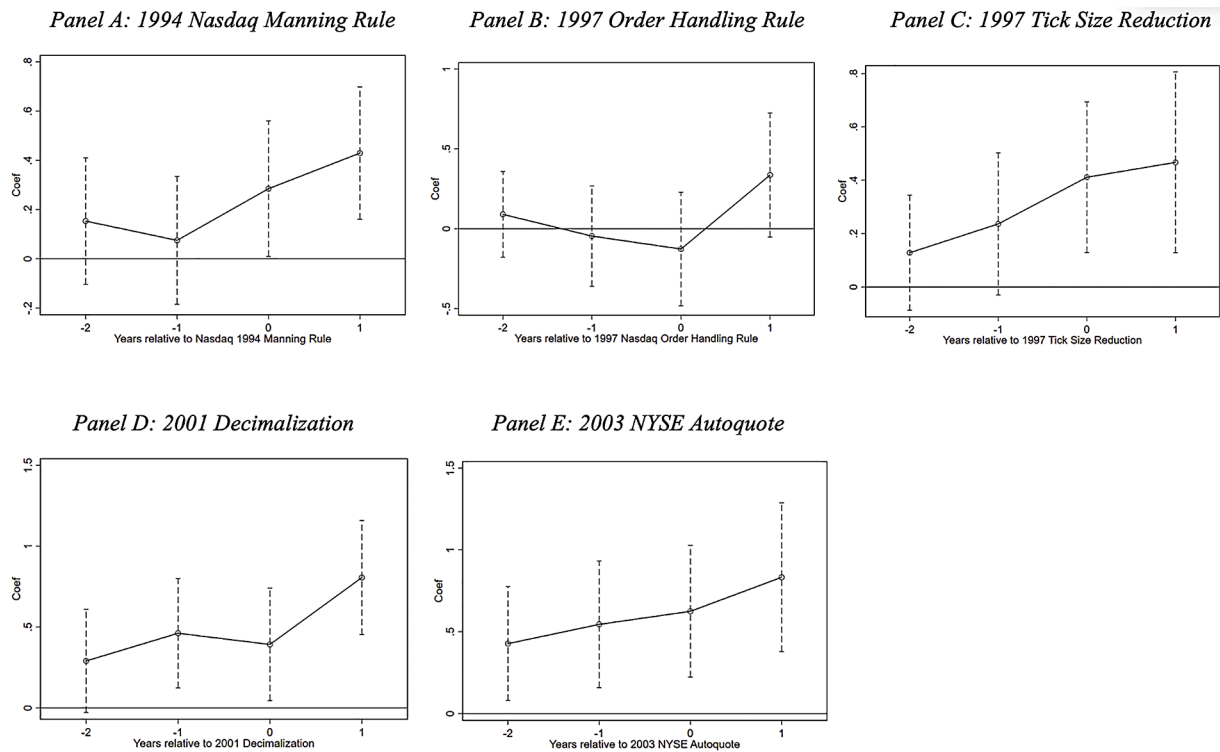 Panel A: 1994 Nasdaq Manning Rule
Coef
.8
.6
.4
.2
0
-.2
-2
-1
0
1
Years relative to Nasdaq 1994 Manning Rule
Panel B: 1997 Order Handling Rule
Coef
1
.5
0
-.5
-2
-1
0
1
Years relative to 1997 Nasdaq Order Handling Rule
Panel C: 1997 Tick Size Reduction
Coef
.8
.6
.4
.2
0
-2
-1
0
1
Years relative to 1997 Tick Size Reduction
Panel D: 2001 Decimalization
Coef
1.5
1
.5
0
-2
-1
0
1
Years relative to 2001 Decimalization
Panel E: 2003 NYSE Autoquote
Coef
1.5
1
.5
0
-2
-1
0
1
Years relative to 2003 NYSE Autoquote